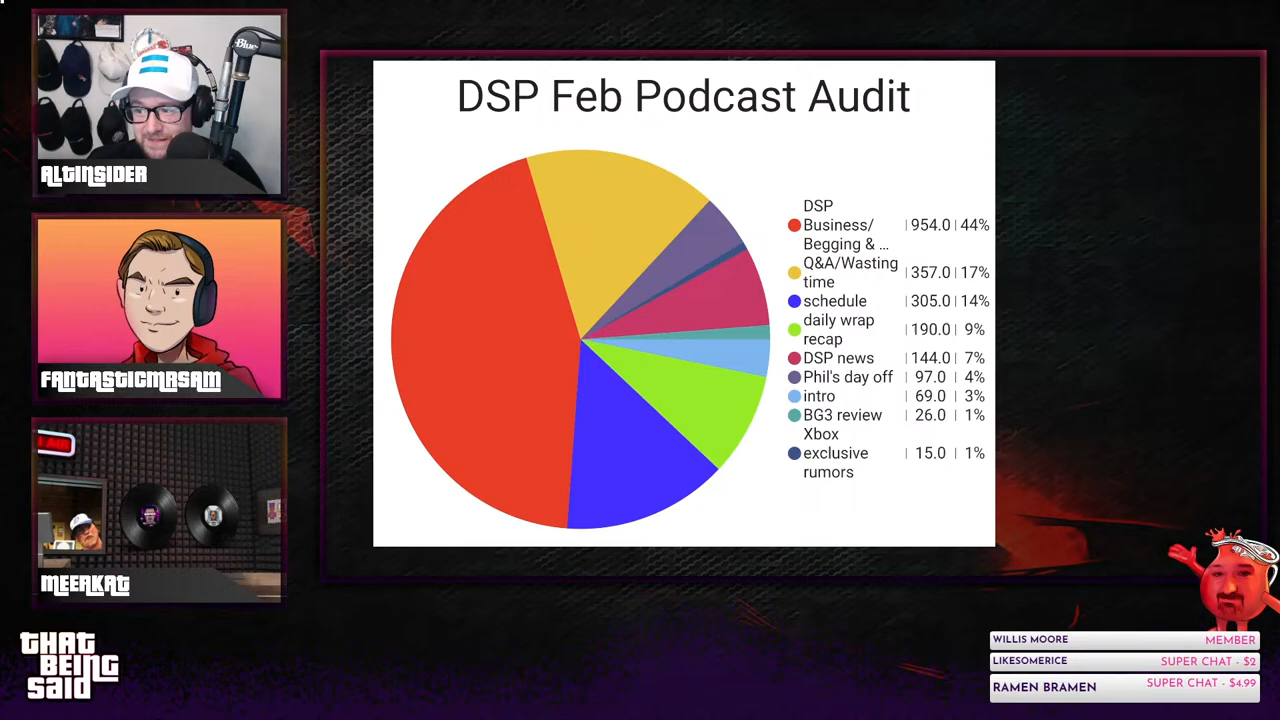 Blue
ALTINSIDER
FANTASTICMRSAM
MEERKAT
THAT
BEING
SAID
DSP Feb Podcast Audit
DSP
Business/ | 954.0 | 44%
Begging & ...
Q&A/Wasting
time | 357.0 | 17%
schedule | 305.0 | 14%
daily wrap
recap | 190.0 | 9%
DSP news | 144.0 | 7%
Phil's day off | 97.0 | 4%
intro | 69.0 | 3%
BG3 review | 26.0 | 1%
Xbox
exclusive | 15.0 | 1%
rumors
WILLIS MOORE MEMBER
LIKESOMERICE SUPER CHAT - $2
RAMEN BRAMEN SUPER CHAT - $4.99